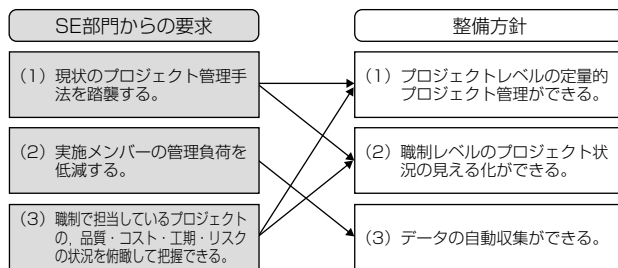 SE部門からの要求
整備方針
（1）現状のプロジェクト管理手
法を踏襲する。
（1）プロジェクトレベルの定量的
プロジェクト管理ができる。
（2）実施メンバーの管理負荷を
低減する。
（2）職制レベルのプロジェクト状
況の見える化ができる。
（3）職制で担当しているプロジェクト
の，品質・コスト・工期・リスク
の状況を俯瞰して把握できる。
（3）データの自動収集ができる。